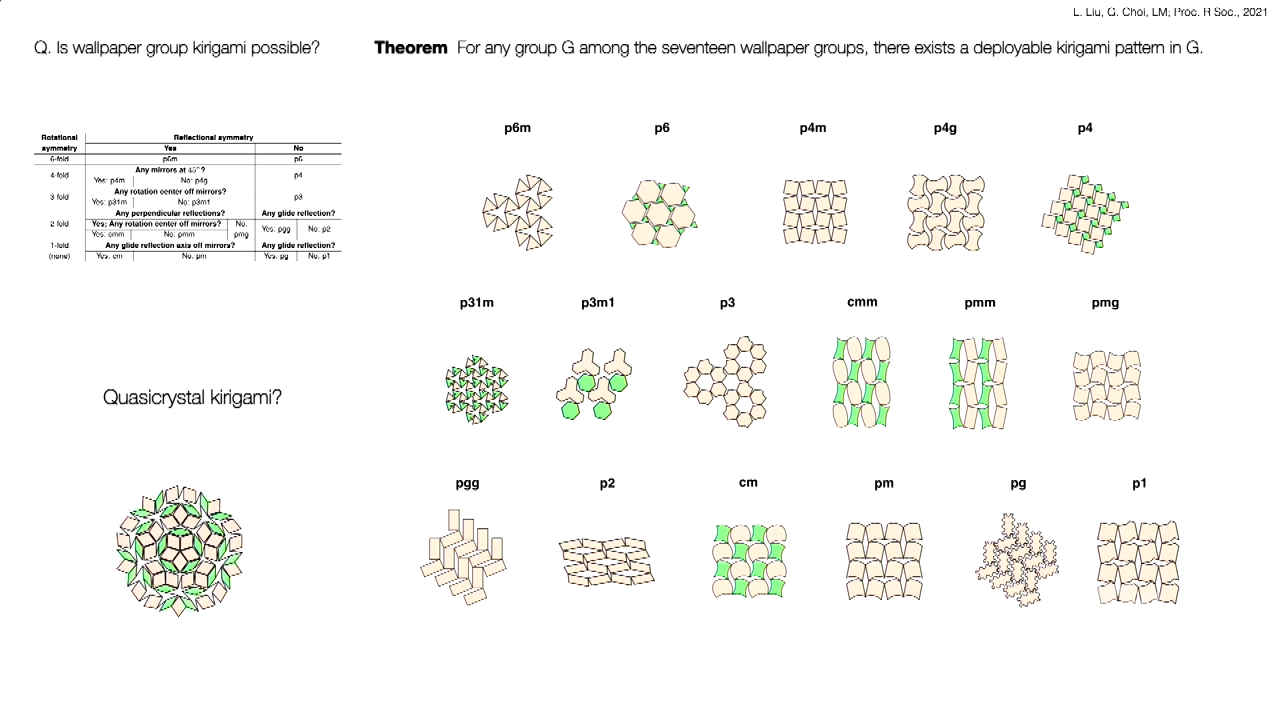 L. Liu, G. Choi, LM; Proc. R Soc., 2021
Q. Is wallpaper group kirigami possible?
Theorem For any group G among the seventeen wallpaper groups, there exists a deployable kirigami pattern in G.
Rotational symmetry
Reflectional symmetry
Yes No
6-fold p6m p6
4-fold Any mirrors at 45°? p4
Yes: p4m No: p4g
3 fold Any rotation center off mirrors? p3
Yes: p31m No: p3m1
2 fold Any perpendicular reflections? Any glide reflection?
Yes; Any rotation center off mirrors? No: pmg Yes: pgg No: p2
Yes: cmm No: pmm
1-fold (none) Any glide reflection axis off mirrors? Any glide reflection?
Yes: cm No: pm Yes: pg No: p1
p6m p6 p4m p4g p4
p31m p3m1 p3 cmm pmm pmg
Quasicrystal kirigami?
pgg p2 cm pm pg p1